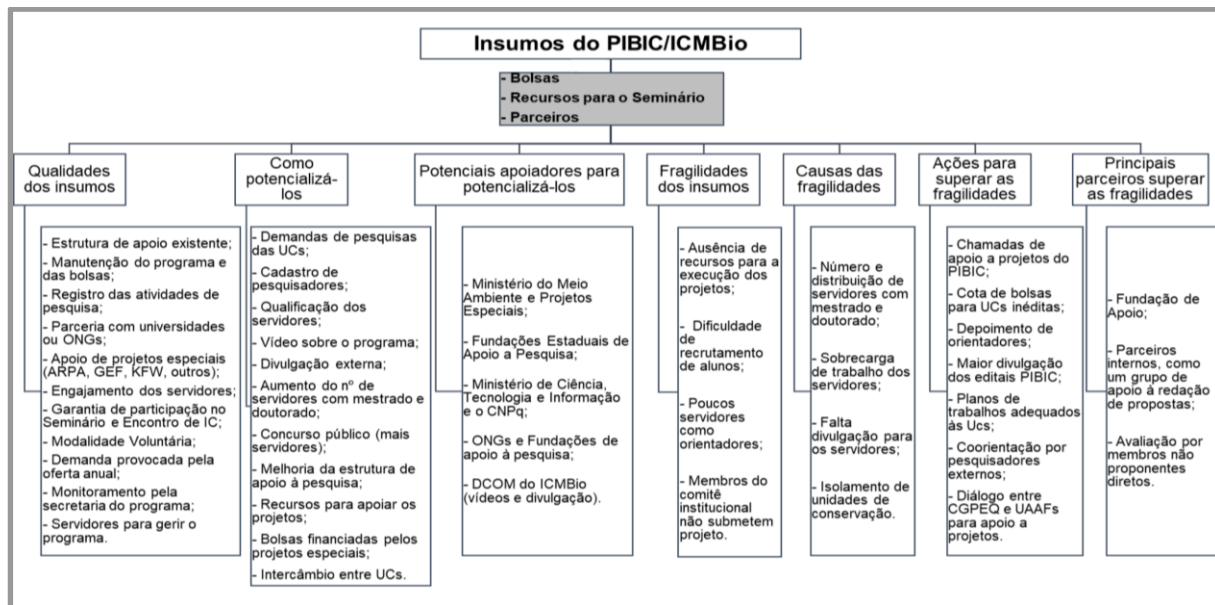 Insumos do PIBIC/ICMBio
- Bolsas
- Recursos para o Seminário
- Parceiros
Qualidades
dos insumos
- Estrutura de apoio existente;
- Manutenção do programa e
das bolsas;
- Registro das atividades de
pesquisa;
- Parceria com universidades
ou ONGs;
- Apoio de projetos especiais
(ARPA, GEF, KFW, outros);
- Engajamento dos servidores;
- Garantia de participação no
Seminário e Encontro de IC;
- Modalidade Voluntária;
- Demanda provocada pela
oferta anual;
- Monitoramento pela
secretaria do programa;
- Servidores para gerir o
programa.
Como
potencializá-
los
- Demandas de pesquisas
das UCs;
- Cadastro de
pesquisadores;
- Qualificação dos
servidores;
- Vídeo sobre o programa;
- Divulgação externa;
- Aumento do nº de
servidores com mestrado e
doutorado;
- Concurso público (mais
servidores);
- Melhoria da estrutura de
apoio à pesquisa;
- Recursos para apoiar os
projetos;
- Bolsas financiadas pelos
projetos especiais;
- Intercâmbio entre UCs.
Potenciais apoiadores para
potencializá-los
- Ministério do Meio
Ambiente e Projetos
Especiais;
- Fundações Estaduais de
Apoio a Pesquisa;
- Ministério de Ciência,
Tecnologia e Informação
e o CNPq;
- ONGs e Fundações de
apoio à pesquisa;
- DCOM do ICMBio
(vídeos e divulgação).
Fragilidades
dos insumos
- Ausência de
recursos para a
execução dos
projetos;
- Dificuldade
de
recrutamento
de alunos;
- Poucos
servidores
como
orientadores;
- Membros do
comitê
institucional
não submetem
projeto.
Causas das
fragilidades
- Número e
distribuição de
servidores com
mestrado e
doutorado;
- Sobrecarga
de trabalho dos
servidores;
- Falta
divulgação para
os servidores;
- Isolamento de
unidades de
conservação.
Ações para
superar as
fragilidades
- Chamadas de
apoio a projetos do
PIBIC;
- Cota de bolsas
para UCs inéditas;
- Depoimento de
orientadores;
- Maior divulgação
dos editais PIBIC;
- Planos de
trabalhos adequados
às Ucs;
- Coorientação por
pesquisadores
externos;
- Diálogo entre
CGPEQ e UAAFs
para apoio a
projetos.
Principais
parceiros superar
as fragilidades
- Fundação de
Apoio;
- Parceiros
internos, como
um grupo de
apoio à redação
de propostas;
- Avaliação por
membros não
proponentes
diretos.